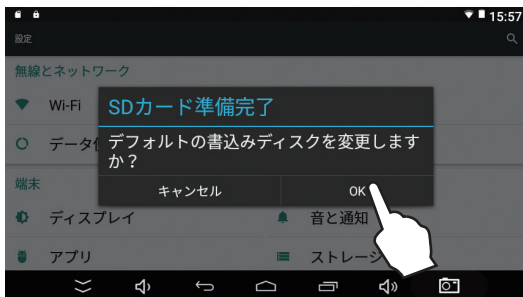 15:57
設定
無線とネットワーク
Wi-Fi
SDカード準備完了
データ
デフォルトの書込みディスクを変更します
か？
端末
キャンセル
OK
ディスプレイ
音と通知
アプリ
ストレージ